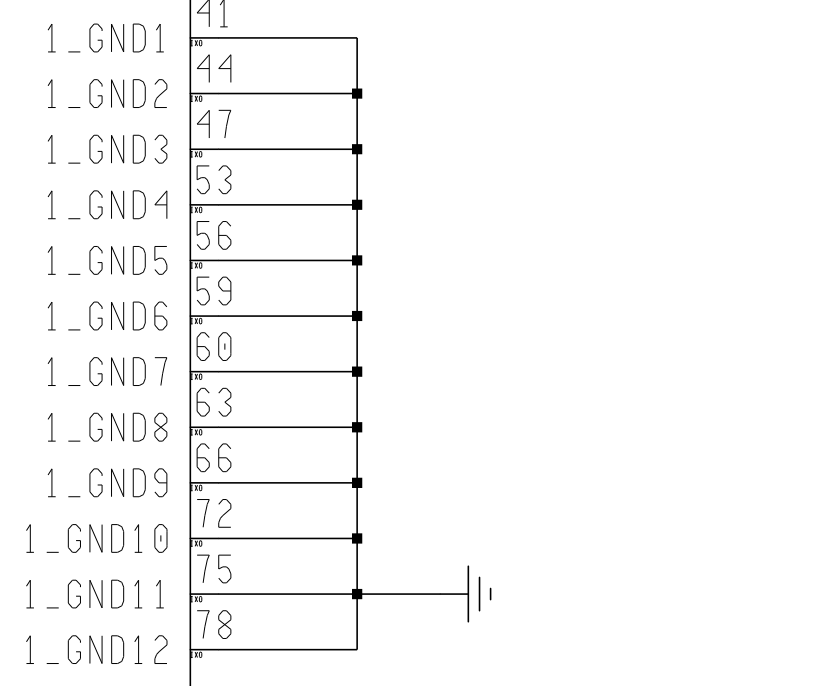 41
1_GND1
44
1_GND2
47
1_GND3
53
1_GND4
56
1_GND5
59
1_GND6
60
1_GND7
63
1_GND8
66
1_GND9
72
1_GND10
75
1_GND11
78
1_GND12